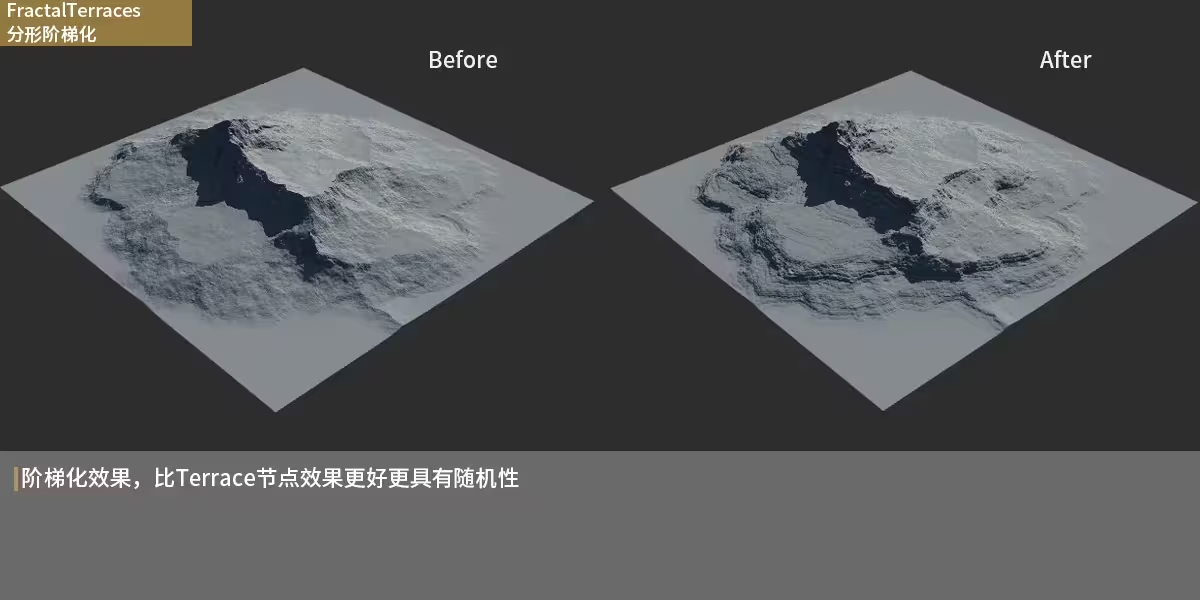 FractalTerraces
分形阶梯化
Before
After
阶梯化效果，比Terrace节点效果更好更具有随机性